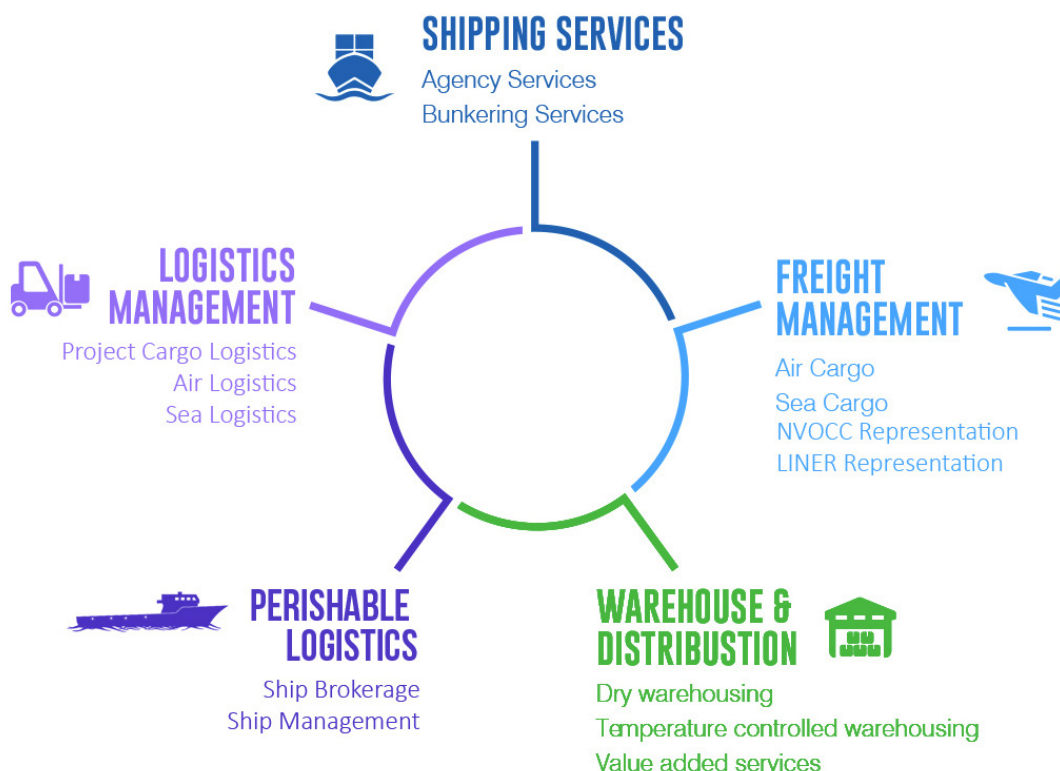 SHIPPING SERVICES
Agency Services
Bunkering Services
LOGISTICS
MANAGEMENT
Project Cargo Logistics
Air Logistics
Sea Logistics
FREIGHT
MANAGEMENT
Air Cargo
Sea Cargo
NVOCC Representation
LINER Representation
PERISHABLE
LOGISTICS
Ship Brokerage
Ship Management
WAREHOUSE &
DISTRIBUSTION
Dry warehousing
Temperature controlled warehousing
Value added services